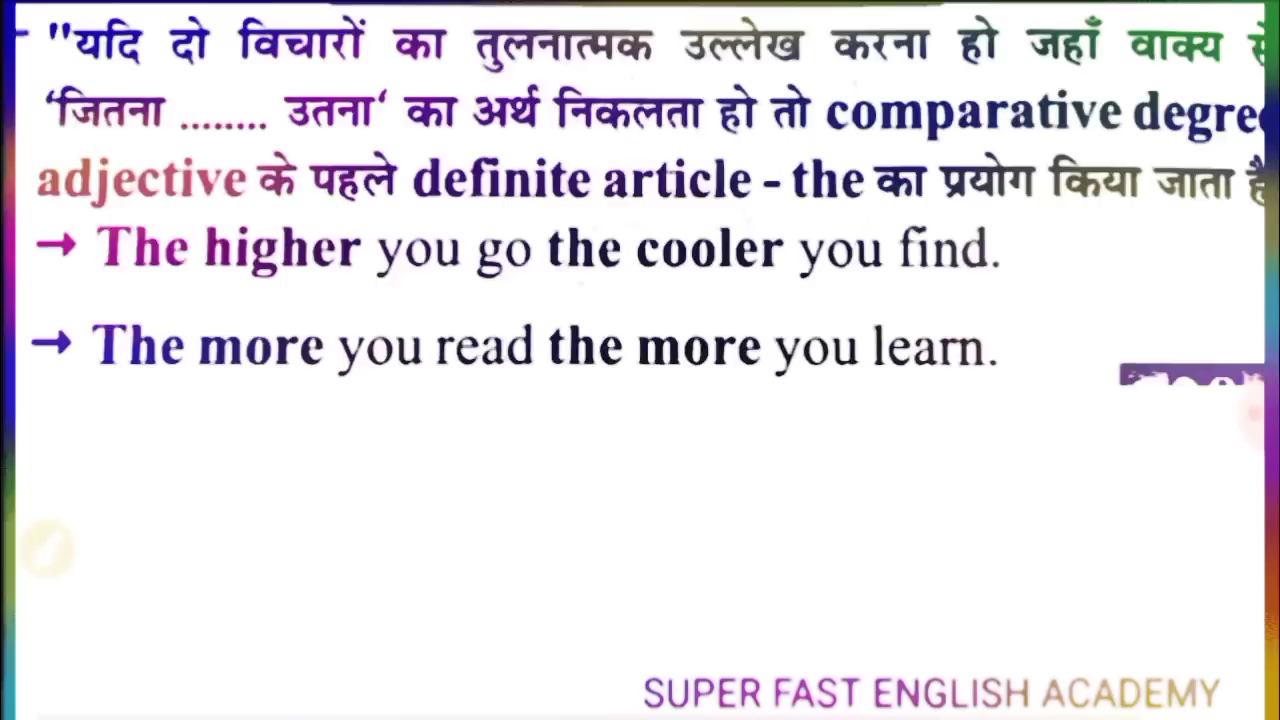 "यदि दो विचारों का तुलनात्मक उल्लेख करना हो जहाँ वाक्य से
‘जितना ........ उतना‘ का अर्थ निकलता हो तो comparative degree
adjective के पहले definite article - the का प्रयोग किया जाता है
→ The higher you go the cooler you find.
→ The more you read the more you learn.
SUPER FAST ENGLISH ACADEMY